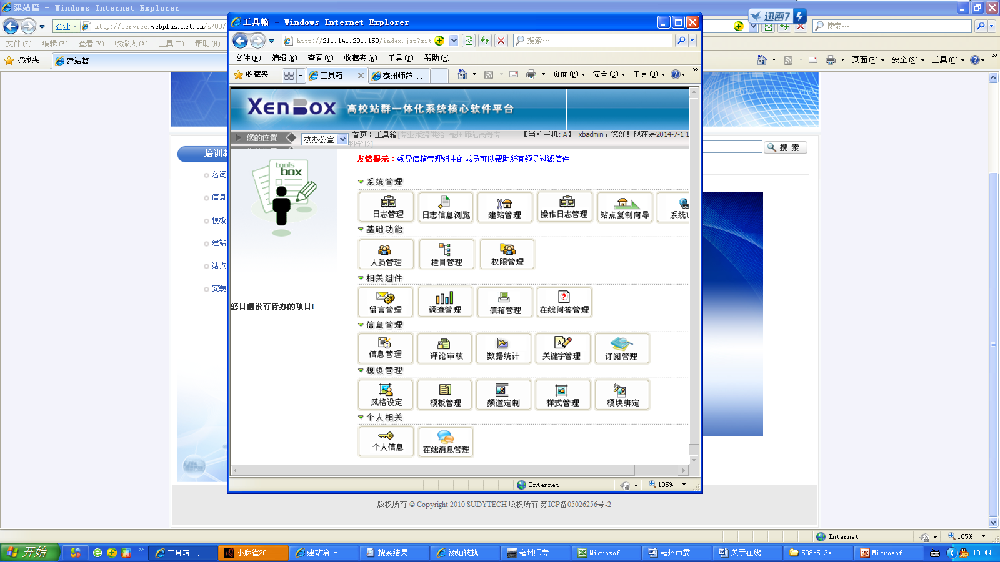 建站篇 - Windows Internet Explorer
迅雷7
企业
http://service.webplus.net.cn/s/88/
搜索...
文件(F) 编辑(E) 查看(V) 收藏夹(A) 工具(T) 帮助(H)
收藏夹 建站篇
页面(P) 安全(S) 工具(O)
工具箱 - Windows Internet Explorer
http://211.141.201.150/index.jsp?sit
搜索...
文件(F) 编辑(E) 查看(V) 收藏夹(A) 工具(T) 帮助(H)
收藏夹 工具箱 亳州师范...
页面(P) 安全(S) 工具(O)
XenBox 高校站群一体化系统核心软件平台
您的位置 校办公室 首页 工具箱[专业版提供给 亳州师范高等专科学校] 【当前主机: A】 xbadmin，您好！现在是2014-7-1 1
友情提示：领导信箱管理组中的成员可以帮助所有领导过滤信件
tools box
您目前没有待办的项目!
系统管理
日志管理 日志信息浏览 建站管理 操作日志管理 站点复制向导 系统
基础功能
人员管理 栏目管理 权限管理
相关组件
留言管理 调查管理 信箱管理 在线问答管理
信息管理
信息管理 评论审核 数据统计 关键字管理 订阅管理
模板管理
风格设定 模板管理 频道定制 样式管理 模块绑定
个人相关
个人信息 在线消息管理
Internet 105%
培训
名词
信息
模板
建站
站点
安装
搜 索
版权所有 © Copyright 2010 SUDYTECH 版权所有 苏ICP备05026256号-2
Internet 105%
开始 工具箱 -... 小麻雀20... 建站篇 -... 搜索结果 汤灿被执... 亳州师专... Microsof... 亳州市委... 关于在线... 508c513a... Microsof... 10:44